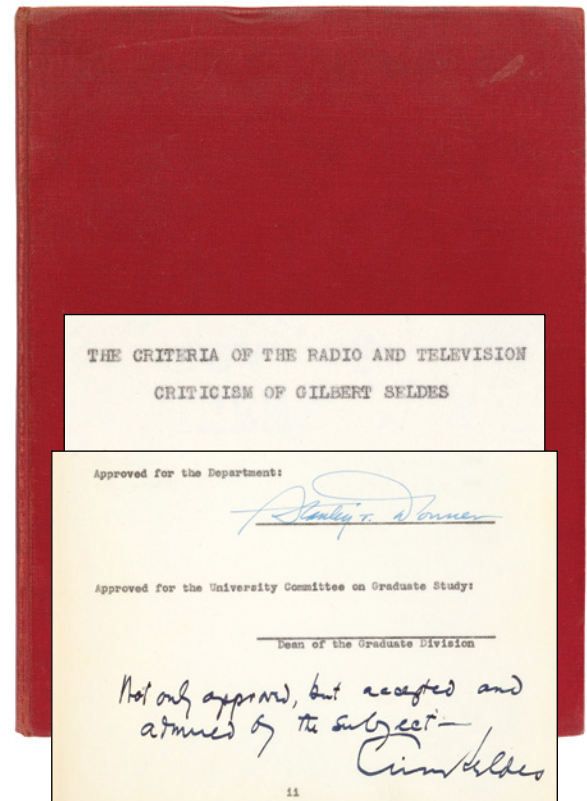 THE CRITERIA OF THE RADIO AND TELEVISION
CRITICISM OF GILBERT SELDES
Approved for the Department:
Stanley T. Donner
Approved for the University Committee on Graduate Study:
Dean of the Graduate Division
Not only approved, but accepted and
admired by the subject —
Seldes
ii